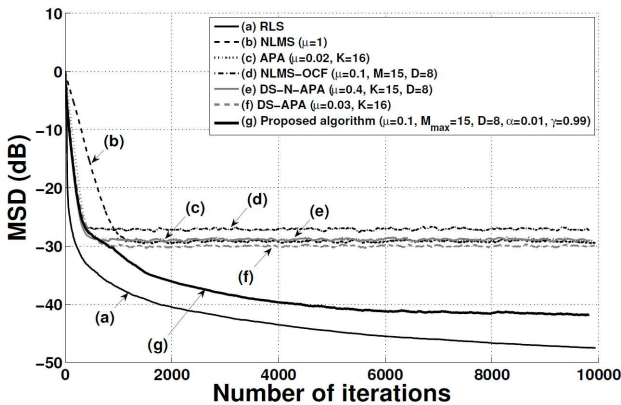 MSD (dB)
10
0
−10
−20
−30
−40
−50
(a) RLS
(b) NLMS (μ=1)
(c) APA (μ=0.02, K=16)
(d) NLMS−OCF (μ=0.1, M=15, D=8)
(e) DS−N−APA (μ=0.4, K=15, D=8)
(f) DS−APA (μ=0.03, K=16)
(g) Proposed algorithm (μ=0.1, Mmax=15, D=8, α=0.01, γ=0.99)
(b)
(c)
(d)
(e)
(f)
(a)
(g)
0 2000 4000 6000 8000 10000
Number of iterations